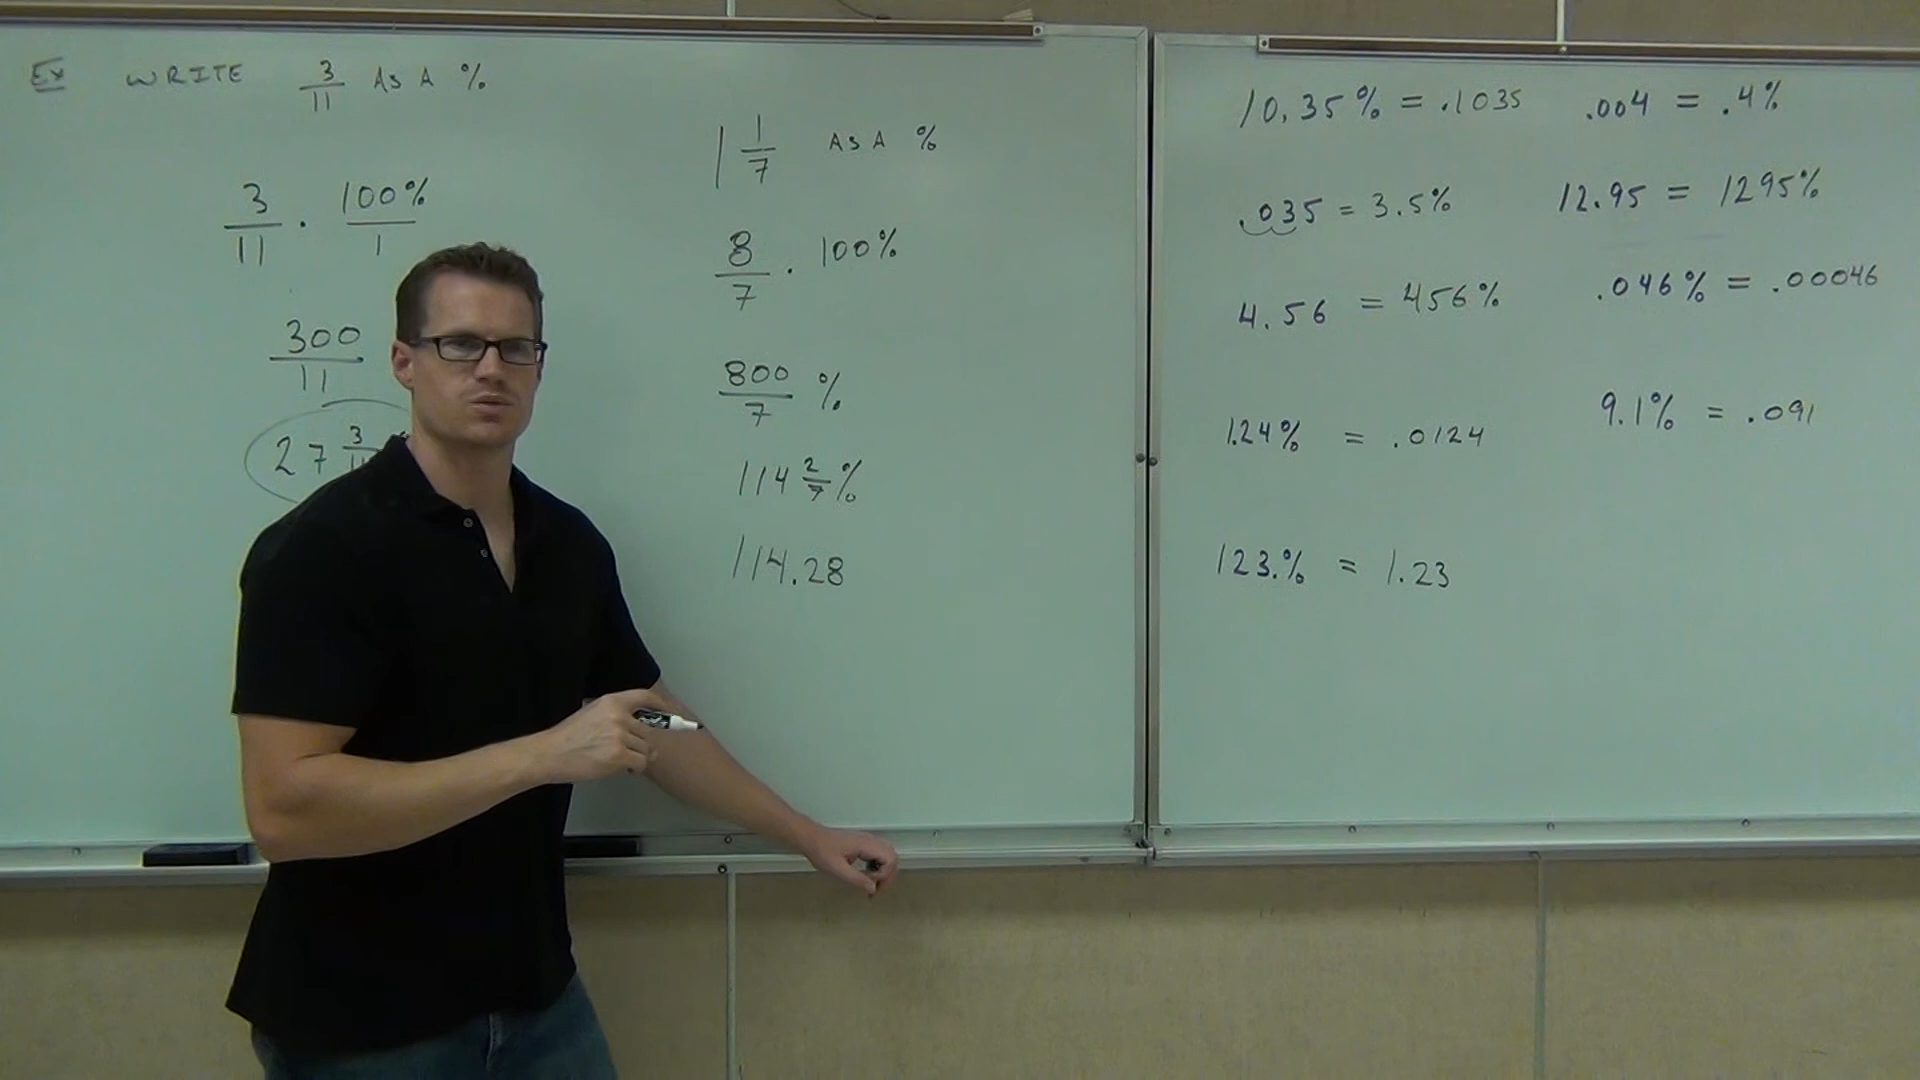 Ex WRITE 3/11 AS A %
3/11 · 100%/1
300/11
27 3/11
1 1/7 AS A %
8/7 · 100%
800/7 %
114 2/7 %
114.28
10.35% = .1035
.035 = 3.5%
4.56 = 456%
1.24% = .0124
123.% = 1.23
.004 = .4%
12.95 = 1295%
.046% = .00046
9.1% = .091